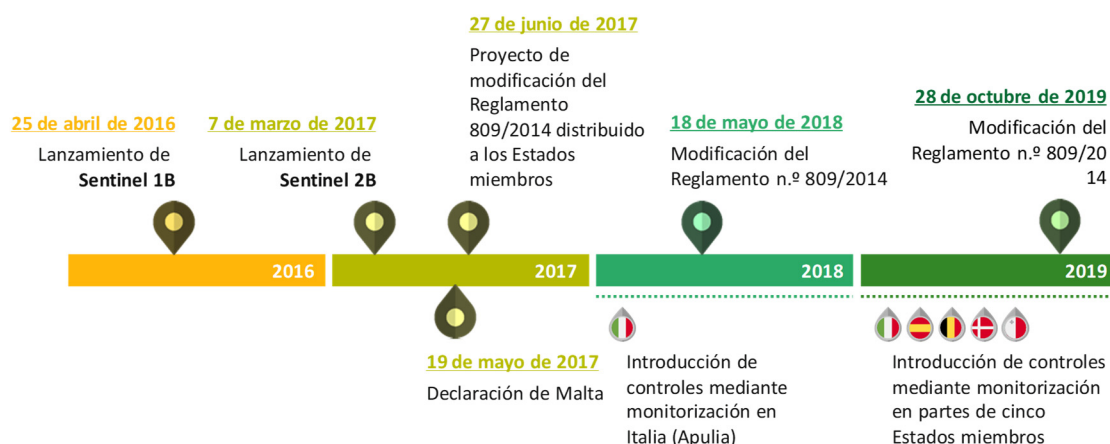 25 de abril de 2016
Lanzamiento de
Sentinel 1B
7 de marzo de 2017
Lanzamiento de
Sentinel 2B
27 de junio de 2017
Proyecto de
modificación del
Reglamento
809/2014 distribuido
a los Estados
miembros
18 de mayo de 2018
Modificación del
Reglamento n.º 809/2014
28 de octubre de 2019
Modificación del
Reglamento n.º 809/20
14
2016
2017
2018
2019
19 de mayo de 2017
Declaración de Malta
Introducción de
controles mediante
monitorización en
Italia (Apulia)
Introducción de controles
mediante monitorización
en partes de cinco
Estados miembros